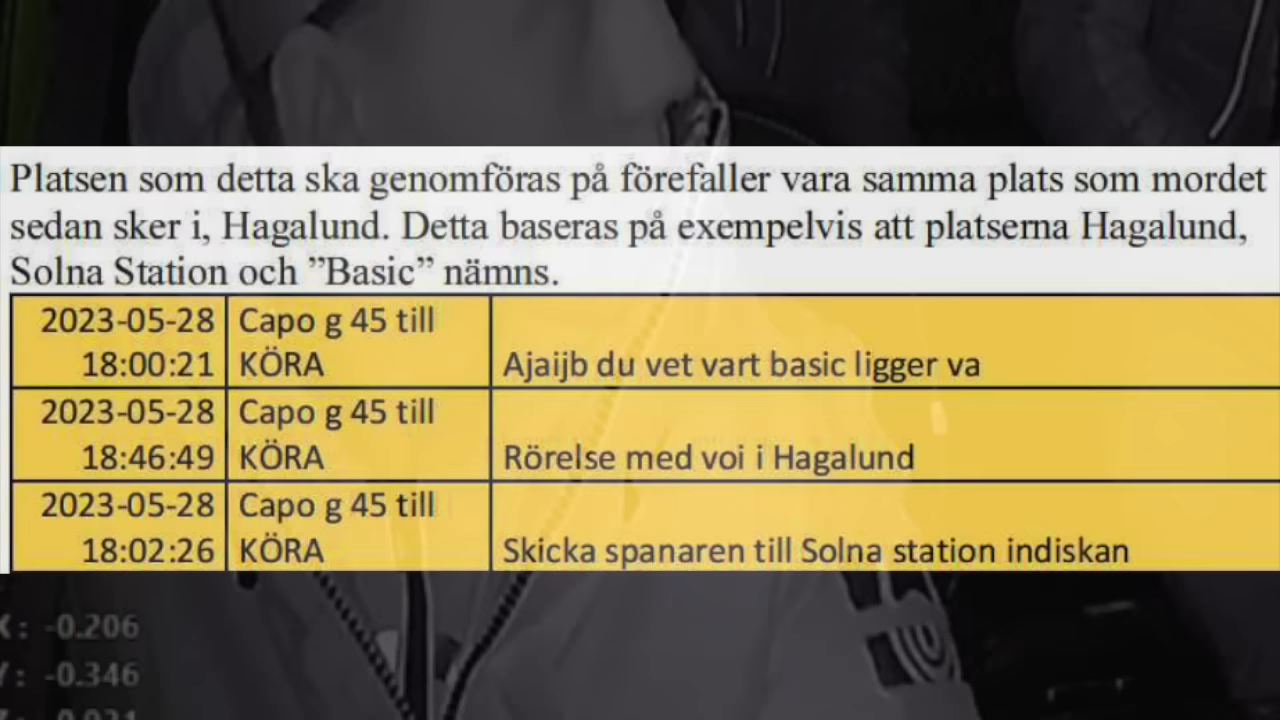 Platsen som detta ska genomföras på förefaller vara samma plats som mordet
sedan sker i, Hagalund. Detta baseras på exempelvis att platserna Hagalund,
Solna Station och ”Basic” nämns.
2023-05-28 Capo g 45 till
18:00:21 KÖRA Ajaijb du vet vart basic ligger va
2023-05-28 Capo g 45 till
18:46:49 KÖRA Rörelse med voi i Hagalund
2023-05-28 Capo g 45 till
18:02:26 KÖRA Skicka spanaren till Solna station indiskan
X: -0.206
Y: -0.346